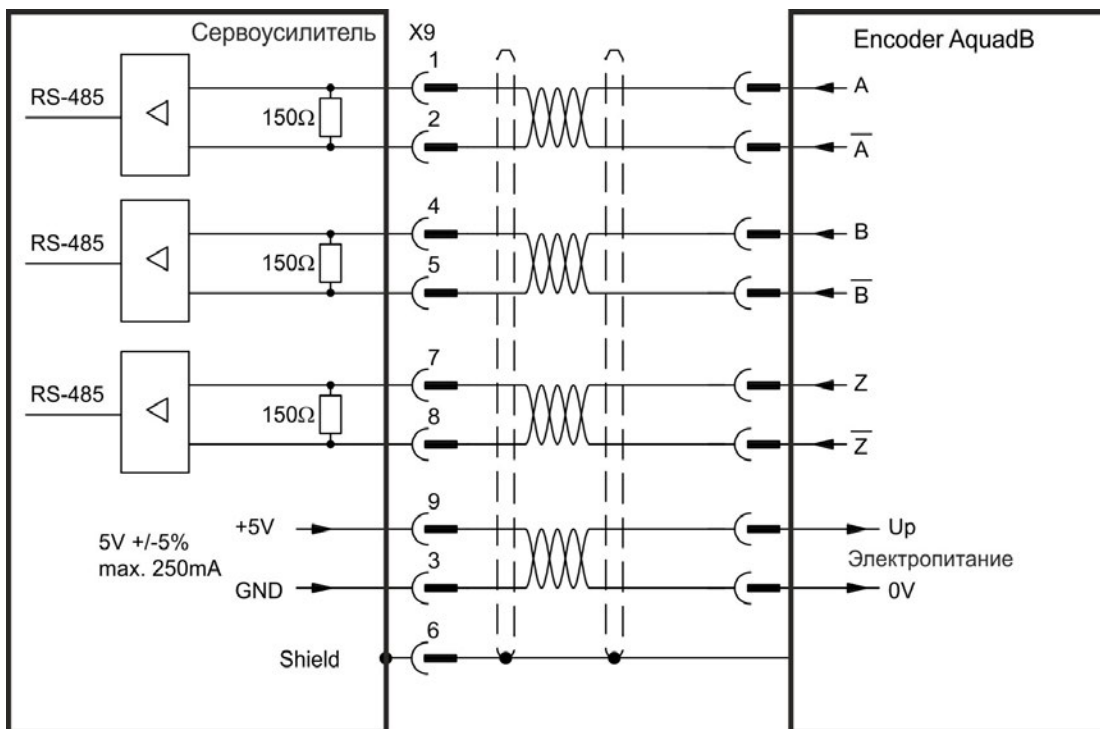 Сервоусилитель
X9
Encoder AquadB
RS-485
150Ω
1
2
A
A̅
RS-485
150Ω
4
5
B
B̅
RS-485
150Ω
7
8
Z
Z̅
5V +/-5%
max. 250mA
+5V
GND
9
3
Up
Электропитание
0V
Shield
6